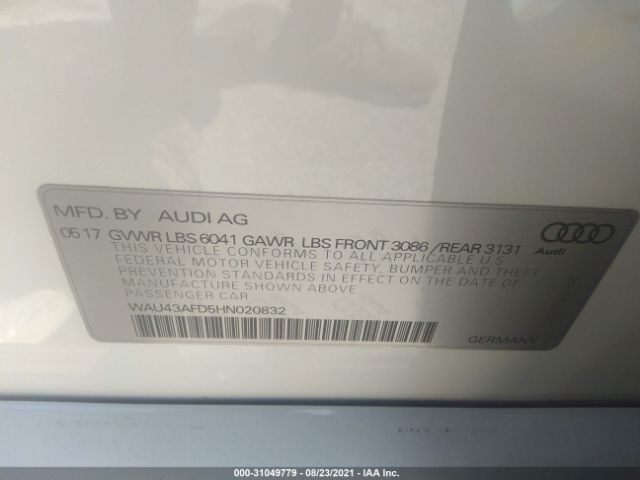 MFD. BY AUDI AG
05 17 GVWR LBS 6041 GAWR LBS FRONT 3086 /REAR 3131
THIS VEHICLE CONFORMS TO ALL APPLICABLE U S
FEDERAL MOTOR VEHICLE SAFETY, BUMPER AND THEFT
PREVENTION STANDARDS IN EFFECT ON THE DATE OF
MANUFACTURE SHOWN ABOVE
PASSENGER CAR
WAU43AFD5HN020832
Audi
GERMANY
000-31049779 - 08/23/2021 - IAA Inc.